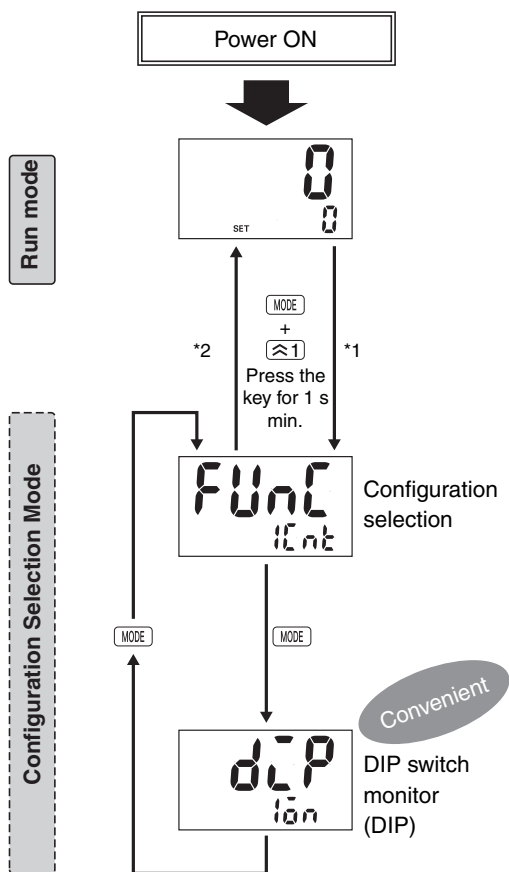 Power ON
Run mode
0
0
SET
MODE
+
1
*2
*1
Press the
key for 1 s
min.
Configuration Selection Mode
FUnC
1Cnt
Configuration
selection
MODE
MODE
Convenient
diP
1on
DIP switch
monitor
(DIP)